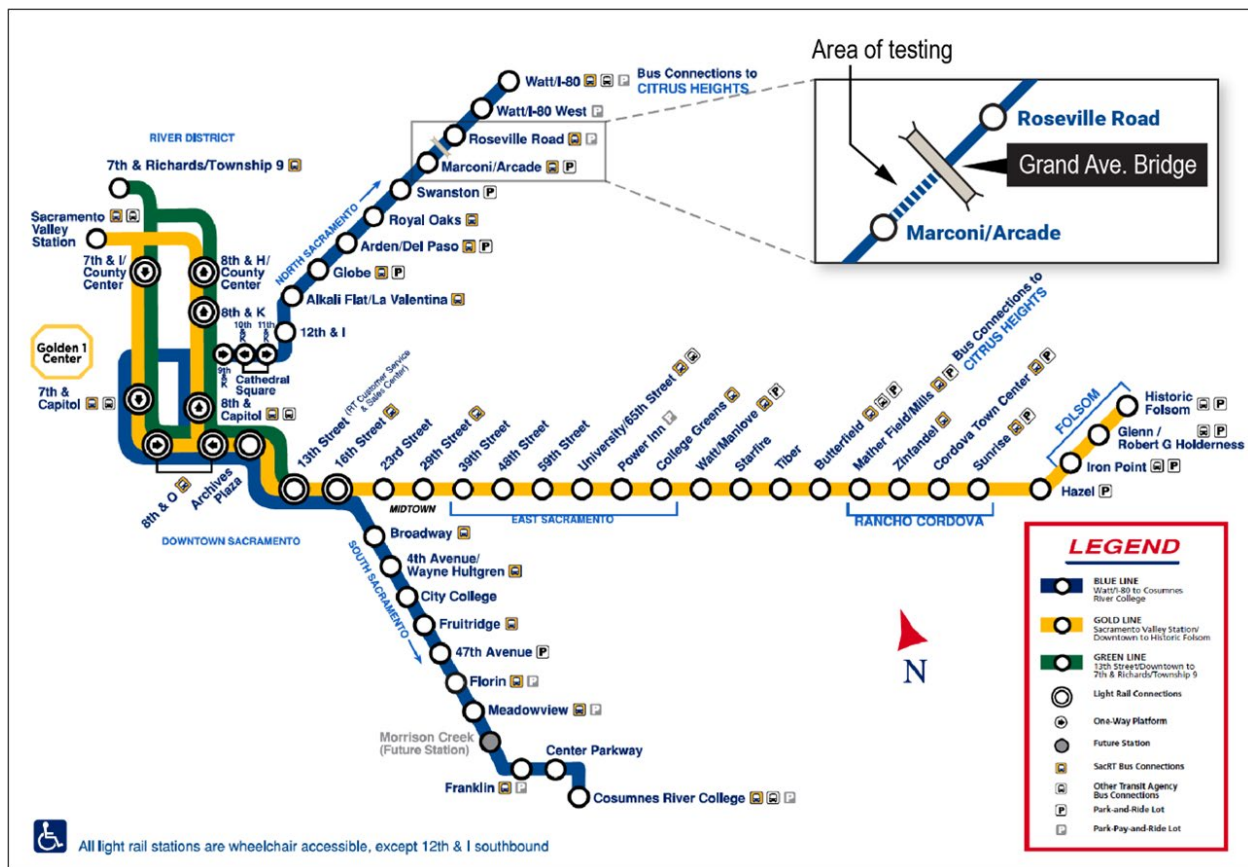 Area of testing
Roseville Road
Grand Ave. Bridge
Marconi/Arcade
Watt/I-80
Bus Connections to
CITRUS HEIGHTS
Watt/I-80 West
Roseville Road
Marconi/Arcade
Swanston
Royal Oaks
Arden/Del Paso
Globe
Alkali Flat/La Valentina
12th & I
NORTH SACRAMENTO
RIVER DISTRICT
7th & Richards/Township 9
Sacramento
Valley
Station
7th & I/
County
Center
8th & H/
County
Center
8th & K
10th
& K
11th
& K
9th
& K
Cathedral
Square
Golden 1
Center
7th &
Capitol
8th &
Capitol
8th & O
Archives
Plaza
DOWNTOWN SACRAMENTO
13th Street
(RT Customer Service
& Sales Center)
16th Street
23rd Street
29th Street
39th Street
48th Street
59th Street
University/65th Street
Power Inn
College Greens
Watt/Manlove
Starfire
Tiber
Butterfield
Mather Field/Mills
Bus Connections to
CITRUS HEIGHTS
Zinfandel
Cordova Town Center
Sunrise
MIDTOWN
EAST SACRAMENTO
RANCHO CORDOVA
FOLSOM
Historic
Folsom
Glenn /
Robert G Holderness
Iron Point
Hazel
Broadway
4th Avenue/
Wayne Hultgren
City College
Fruitridge
47th Avenue
Florin
Meadowview
Morrison Creek
(Future Station)
Franklin
Center Parkway
Cosumnes River College
SOUTH SACRAMENTO
N
LEGEND
BLUE LINE
Watt/I-80 to Cosumnes
River College
GOLD LINE
Sacramento Valley Station/
Downtown to Historic Folsom
GREEN LINE
13th Street/Downtown to
7th & Richards/Township 9
Light Rail Connections
One-Way Platform
Future Station
SacRT Bus Connections
Other Transit Agency
Bus Connections
P
Park-and-Ride Lot
P
Park-Pay-and-Ride Lot
All light rail stations are wheelchair accessible, except 12th & I southbound